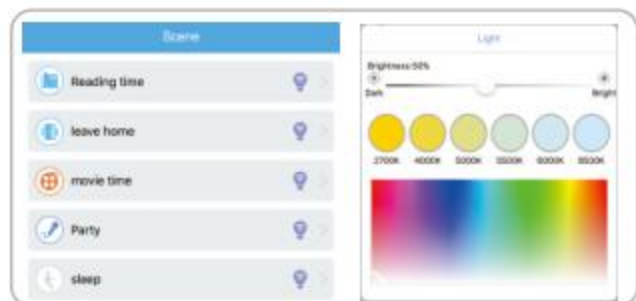 Scene
Reading time
leave home
movie time
Party
sleep
Light
Brightness:50%
Dark
Bright
2700K 4000K 5000K 5500K 6000K 6500K